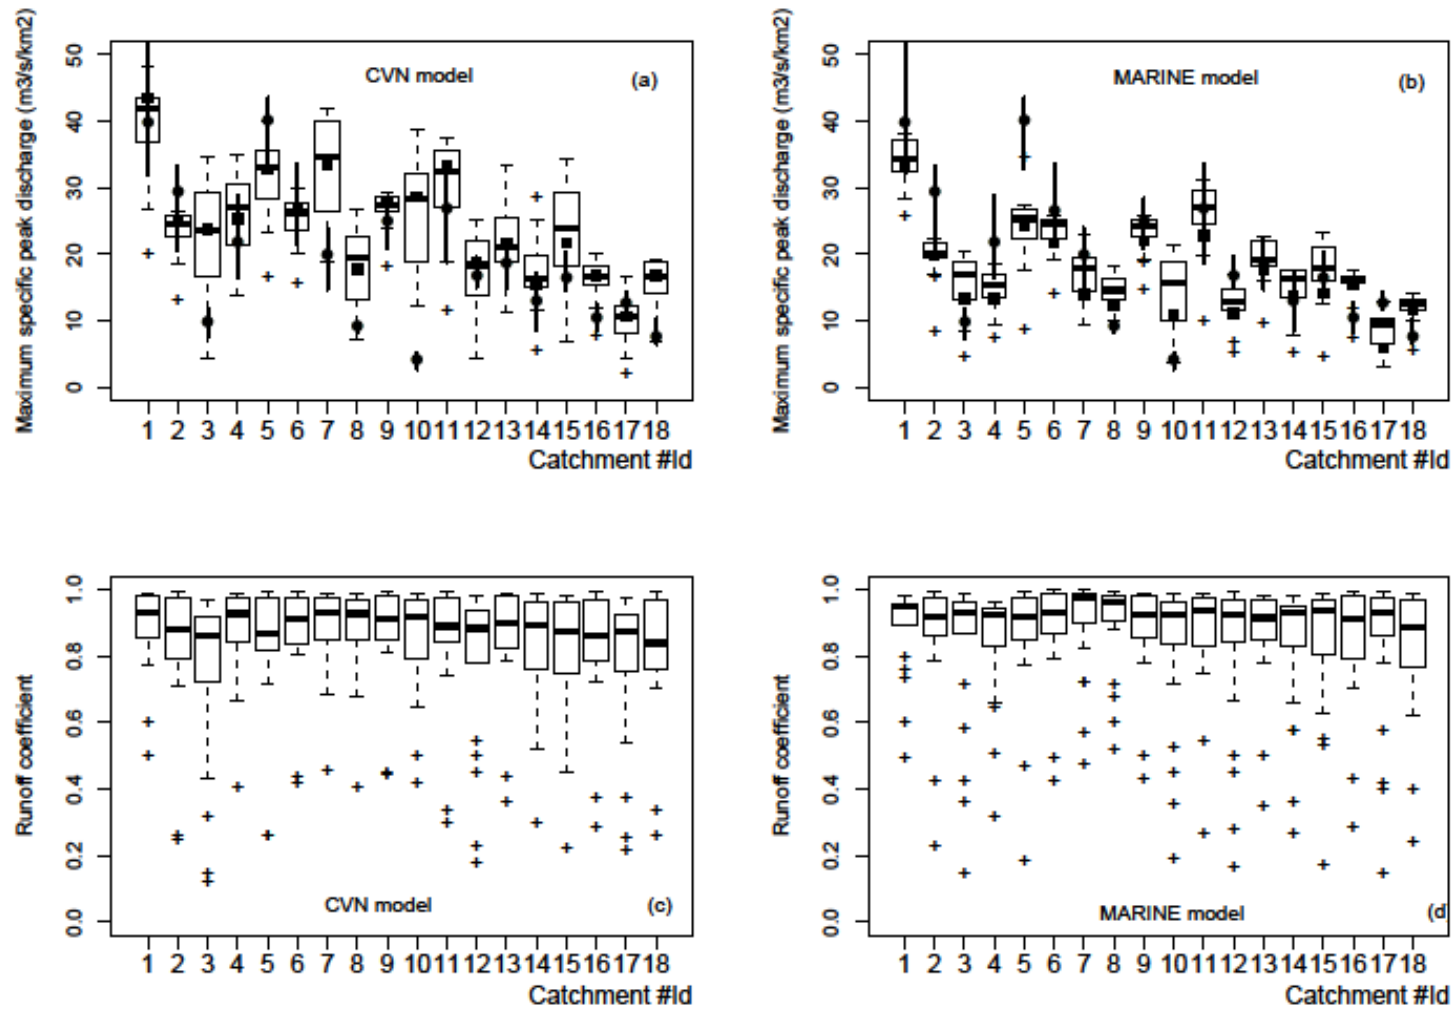 Maximum specific peak discharge (m3/s/km2)
50
40
30
20
10
0
CVN model
(a)
1 2 3 4 5 6 7 8 9 10 11 12 13 14 15 16 17 18
Catchment #Id
Maximum specific peak discharge (m3/s/km2)
50
40
30
20
10
0
MARINE model
(b)
1 2 3 4 5 6 7 8 9 10 11 12 13 14 15 16 17 18
Catchment #Id
Runoff coefficient
1.0
0.8
0.6
0.4
0.2
0.0
CVN model
(c)
1 2 3 4 5 6 7 8 9 10 11 12 13 14 15 16 17 18
Catchment #Id
Runoff coefficient
1.0
0.8
0.6
0.4
0.2
0.0
MARINE model
(d
1 2 3 4 5 6 7 8 9 10 11 12 13 14 15 16 17 18
Catchment #Id